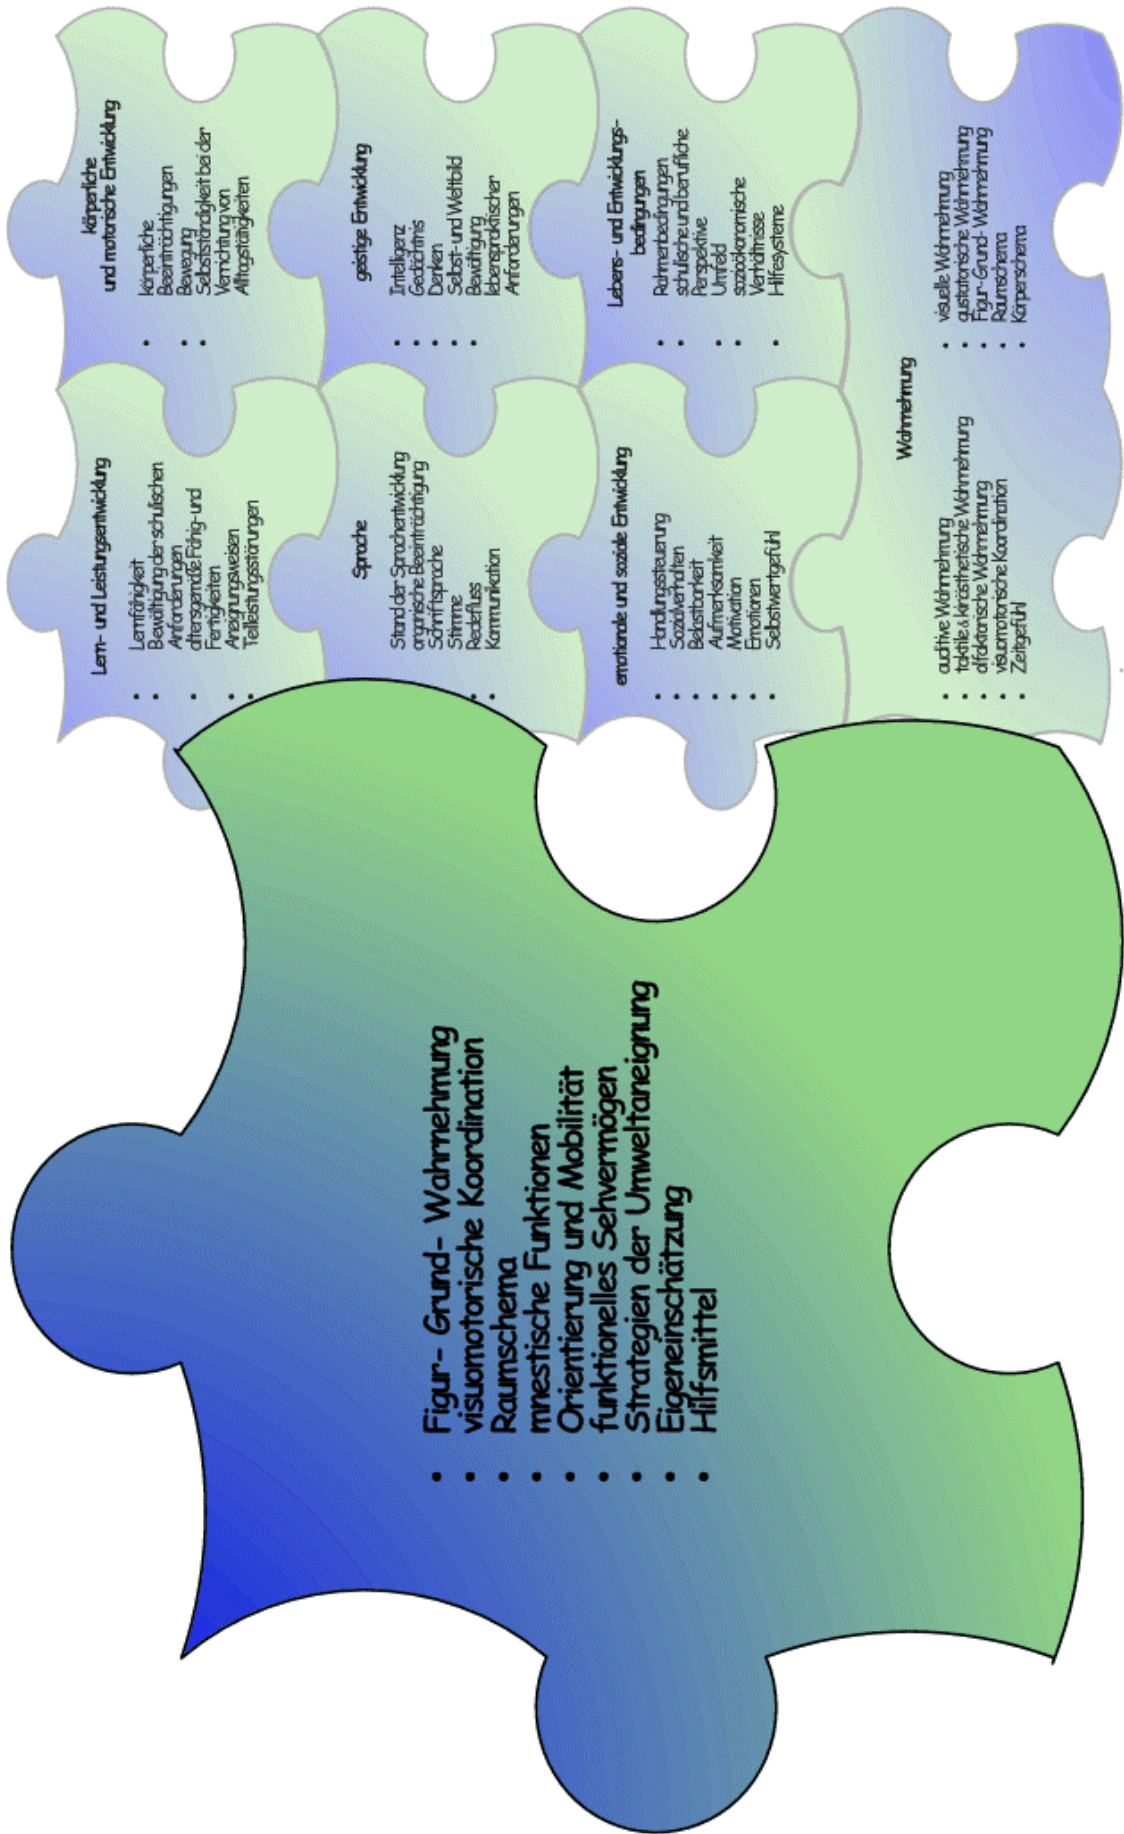 Lern- und Leistungsentwicklung
• Lernfähigkeit
• Bewältigung der schulischen
Anforderungen
• altersgemäße Fähig- und
Fertigkeiten
• Aneignungsweisen
• Teilleistungsstörungen
körperliche
und motorische Entwicklung
• körperliche
Beeinträchtigungen
• Bewegung
• Selbstständigkeit bei der
Verrichtung von
Alltagstätigkeiten
Sprache
Stand der Sprachentwicklung
organische Beeinträchtigung
Schriftsprache
Stimme
• Redefluss
• Kommunikation
geistige Entwicklung
• Intelligenz
• Gedächtnis
• Denken
• Selbst- und Weltbild
• Bewältigung
lebenspraktischer
Anforderungen
emotionale und soziale Entwicklung
• Handlungssteuerung
• Sozialverhalten
• Belastbarkeit
• Aufmerksamkeit
• Motivation
• Emotionen
• Selbstwertgefühl
Lebens- und Entwicklungs-
bedingungen
• Rahmenbedingungen
• schulische und berufliche
Perspektive
• Umfeld
• sozioökonomische
Verhältnisse
• Hilfesysteme
Wahrnehmung
• auditive Wahrnehmung
• taktile & kinästhetische Wahrnehmung
• olfaktorische Wahrnehmung
• visuomotorische Koordination
• Zeitgefühl
• visuelle Wahrnehmung
• gustatorische Wahrnehmung
• Figur-Grund- Wahrnehmung
• Raumschema
• Körperschema
• Figur- Grund- Wahrnehmung
• visuomotorische Koordination
• Raumschema
• mnestische Funktionen
• Orientierung und Mobilität
• funktionelles Sehvermögen
• Strategien der Umweltaneignung
• Eigeneinschätzung
• Hilfsmittel